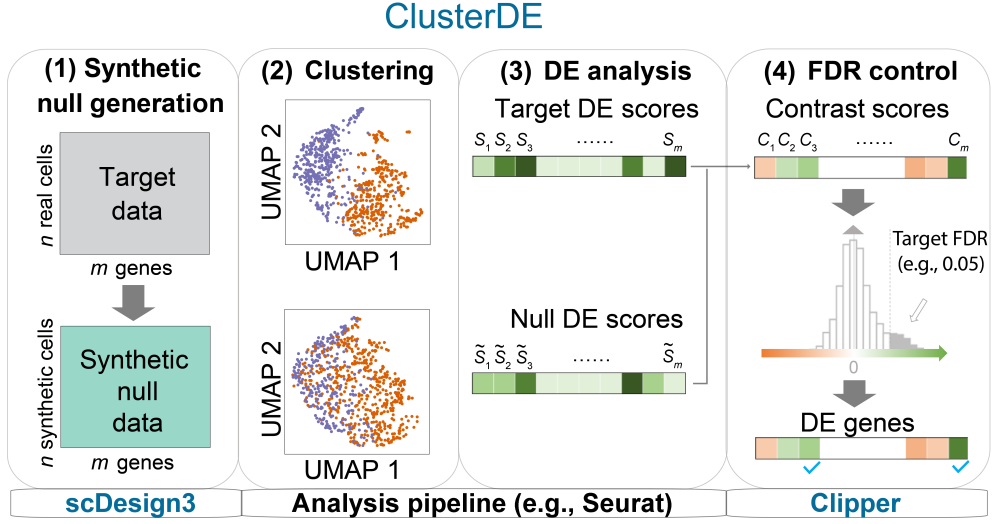 ClusterDE
(1) Synthetic
null generation
n real cells
Target
data
m genes
n synthetic cells
Synthetic
null
data
m genes
scDesign3
(2) Clustering
UMAP 2
UMAP 1
UMAP 2
UMAP 1
(3) DE analysis
Target DE scores
S1 S2 S3 ...... Sm
Null DE scores
S̃1 S̃2 S̃3 ...... S̃m
Analysis pipeline (e.g., Seurat)
(4) FDR control
Contrast scores
C1 C2 C3 ...... Cm
Target FDR
(e.g., 0.05)
0
DE genes
Clipper